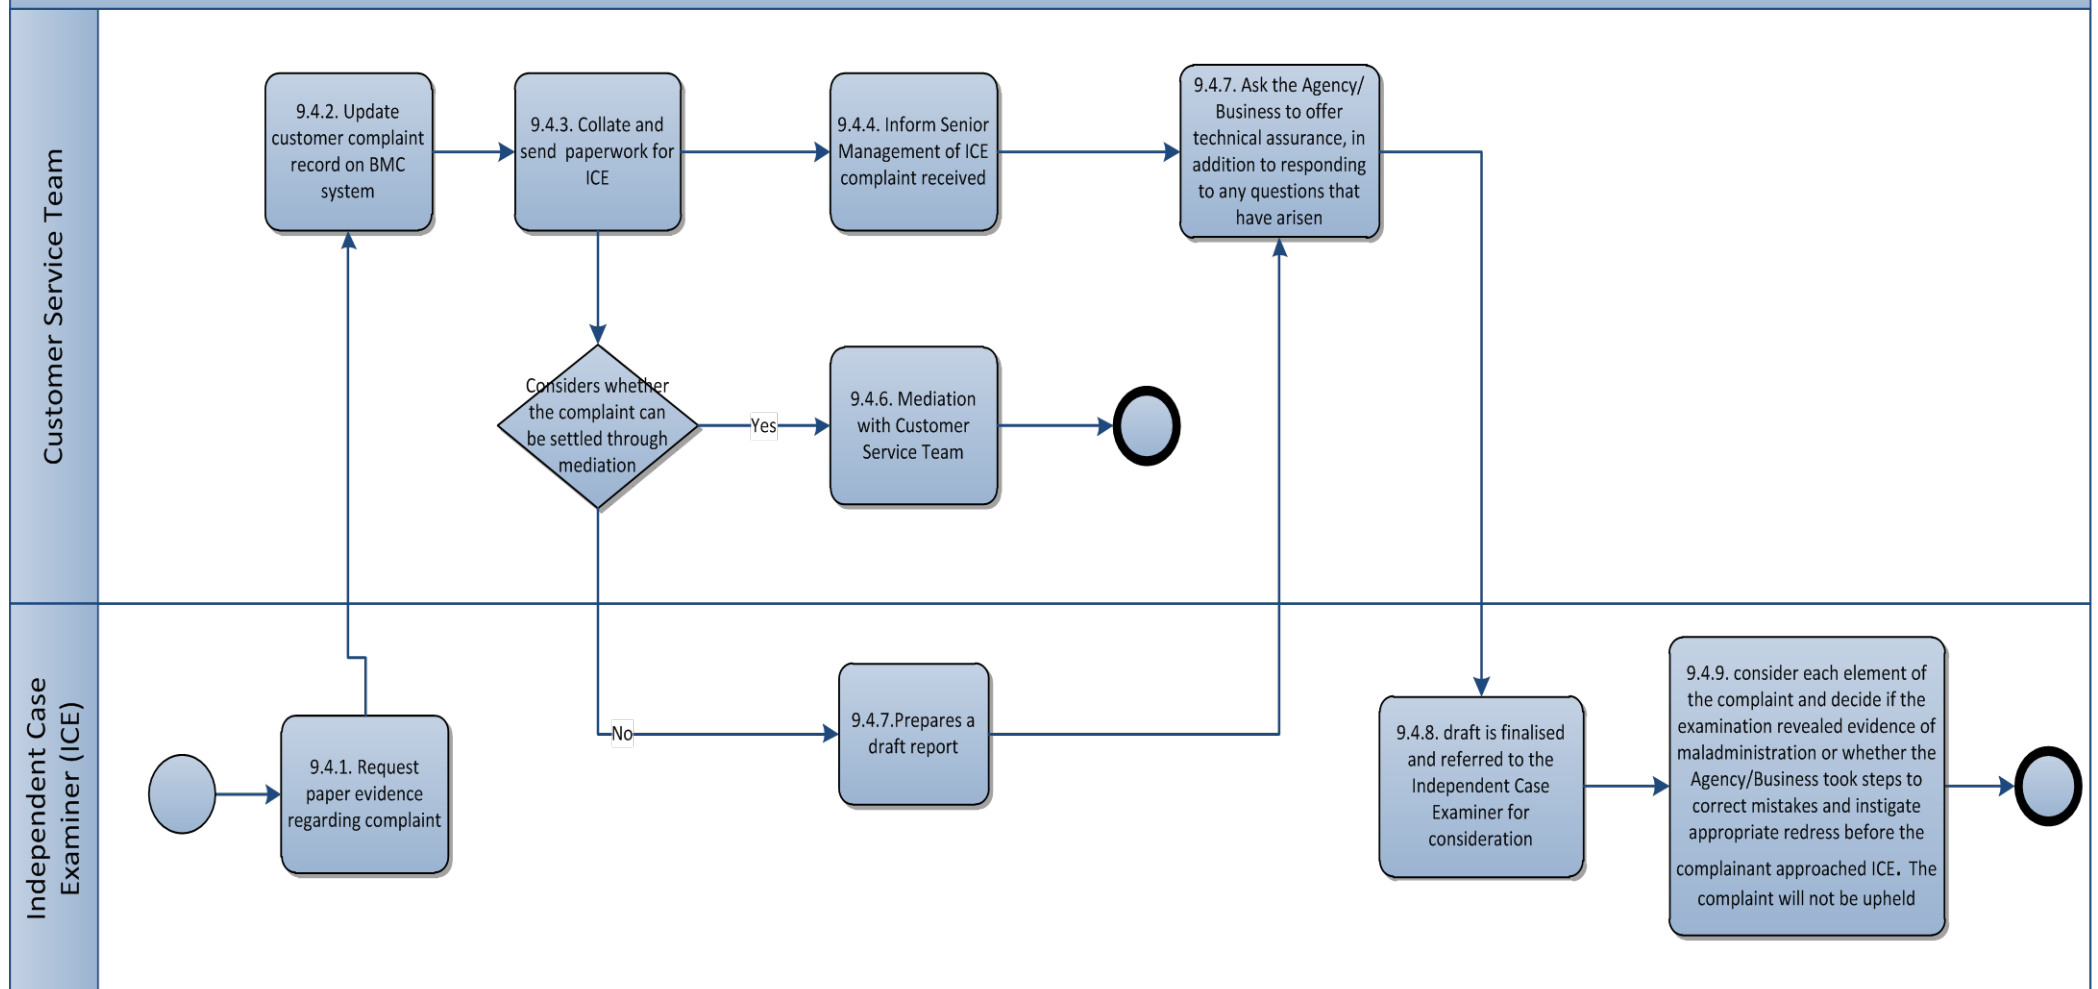 Customer Service Team
9.4.2. Update
customer complaint
record on BMC
system
9.4.3. Collate and
send paperwork for
ICE
9.4.4. Inform Senior
Management of ICE
complaint received
9.4.7. Ask the Agency/
Business to offer
technical assurance, in
addition to responding
to any questions that
have arisen
Considers whether
the complaint can
be settled through
mediation
Yes
9.4.6. Mediation
with Customer
Service Team
Independent Case
Examiner (ICE)
9.4.1. Request
paper evidence
regarding complaint
No
9.4.7.Prepares a
draft report
9.4.8. draft is finalised
and referred to the
Independent Case
Examiner for
consideration
9.4.9. consider each element of
the complaint and decide if the
examination revealed evidence of
maladministration or whether the
Agency/Business took steps to
correct mistakes and instigate
appropriate redress before the
complainant approached ICE. The
complaint will not be upheld